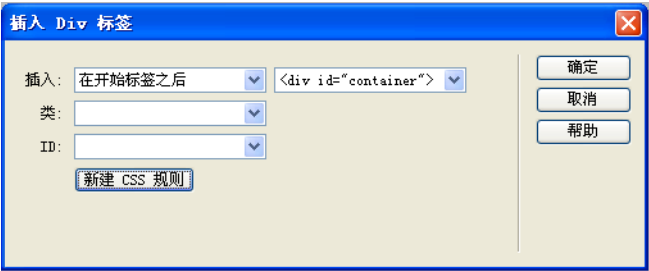 插入 Div 标签
插入: 在开始标签之后 <div id="container"> 确定
类: 取消
ID: 帮助
新建 CSS 规则